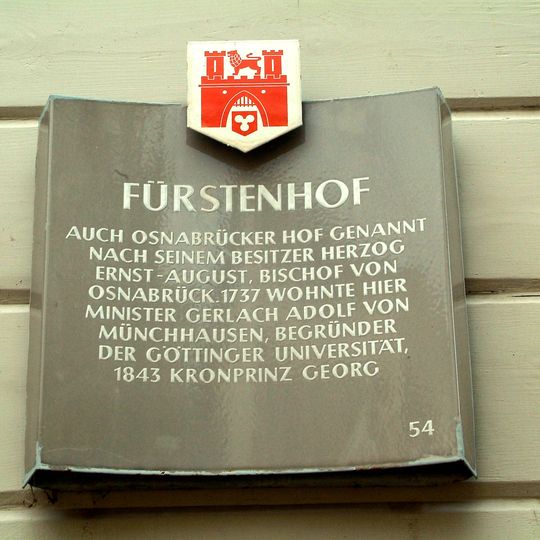 FÜRSTENHOF
AUCH OSNABRÜCKER HOF GENANNT
NACH SEINEM BESITZER HERZOG
ERNST-AUGUST, BISCHOF VON
OSNABRÜCK.1737 WOHNTE HIER
MINISTER GERLACH ADOLF VON
MÜNCHHAUSEN, BEGRÜNDER
DER GÖTTINGER UNIVERSITÄT,
1843 KRONPRINZ GEORG
54